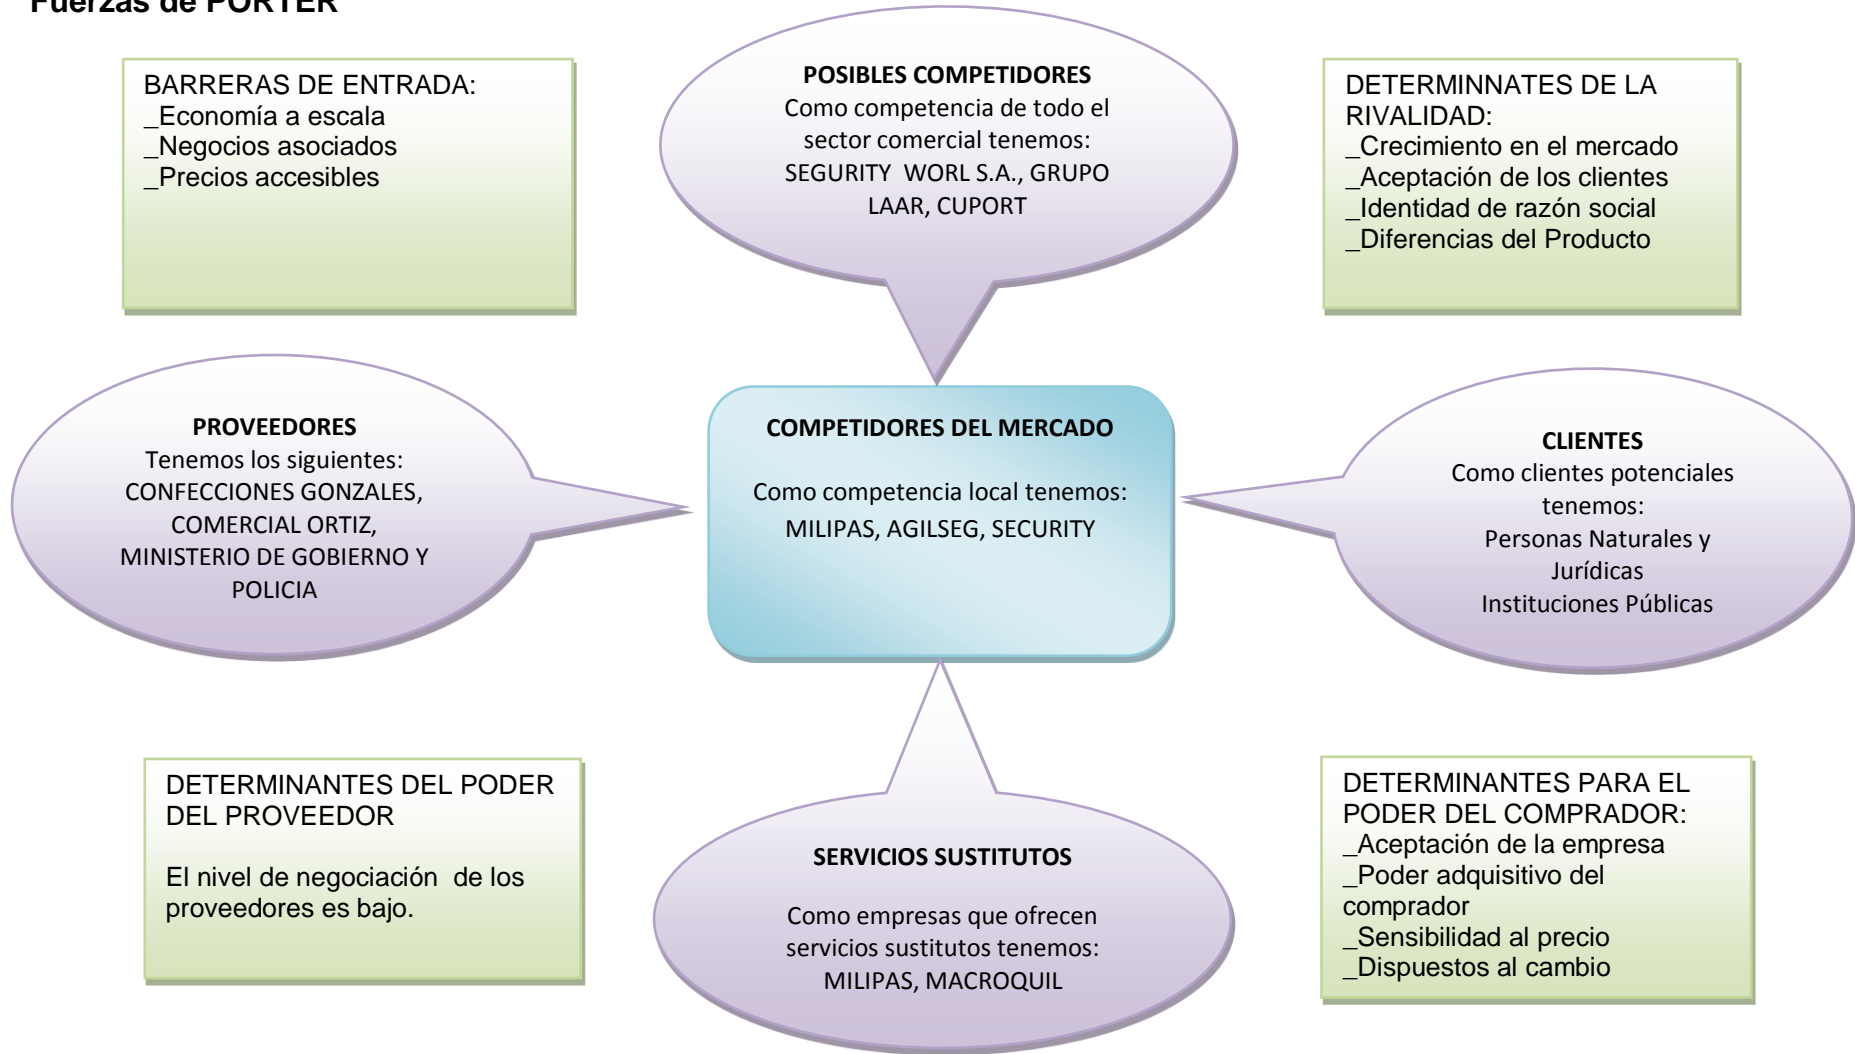 Fuerzas de PORTER
BARRERAS DE ENTRADA:
_Economía a escala
_Negocios asociados
_Precios accesibles
POSIBLES COMPETIDORES
Como competencia de todo el
sector comercial tenemos:
SEGURITY  WORL S.A., GRUPO
LAAR, CUPORT
DETERMINNATES DE LA
RIVALIDAD:
_Crecimiento en el mercado
_Aceptación de los clientes
_Identidad de razón social
_Diferencias del Producto
PROVEEDORES
Tenemos los siguientes:
CONFECCIONES GONZALES,
COMERCIAL ORTIZ,
MINISTERIO DE GOBIERNO Y
POLICIA
COMPETIDORES DEL MERCADO
Como competencia local tenemos:
MILIPAS, AGILSEG, SECURITY
CLIENTES
Como clientes potenciales
tenemos:
Personas Naturales y
Jurídicas
Instituciones Públicas
DETERMINANTES DEL PODER
DEL PROVEEDOR
El nivel de negociación  de los
proveedores es bajo.
SERVICIOS SUSTITUTOS
Como empresas que ofrecen
servicios sustitutos tenemos:
MILIPAS, MACROQUIL
DETERMINANTES PARA EL
PODER DEL COMPRADOR:
_Aceptación de la empresa
_Poder adquisitivo del
comprador
_Sensibilidad al precio
_Dispuestos al cambio